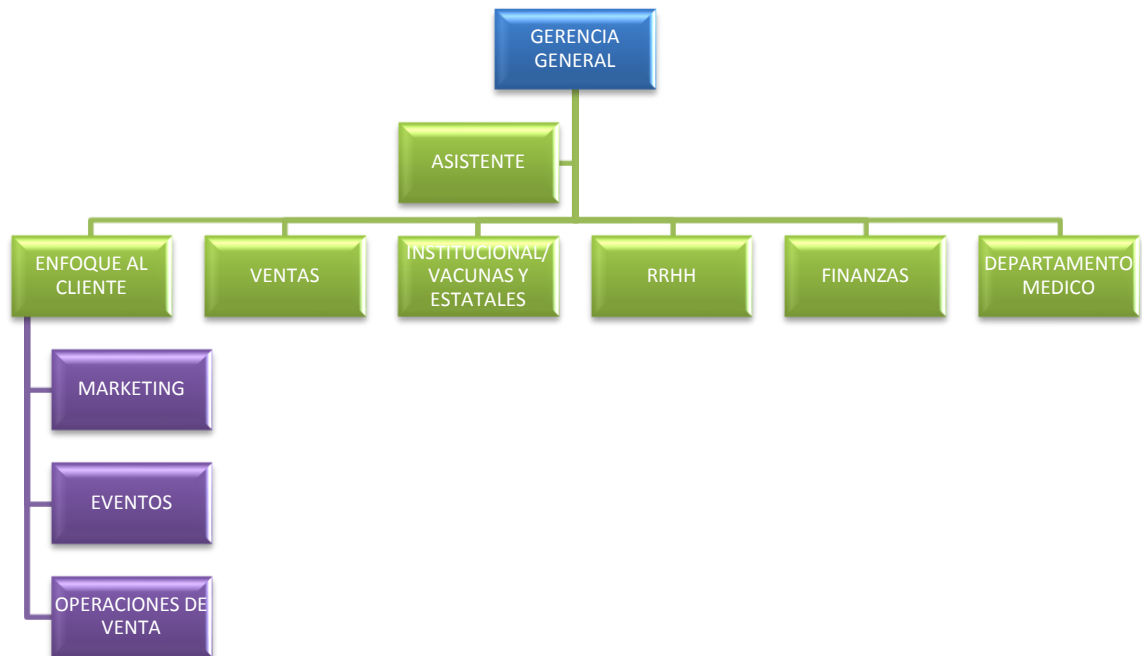 GERENCIA
GENERAL
ASISTENTE
ENFOQUE AL
CLIENTE
VENTAS
INSTITUCIONAL/
VACUNAS Y
ESTATALES
RRHH
FINANZAS
DEPARTAMENTO
MEDICO
MARKETING
EVENTOS
OPERACIONES DE
VENTA